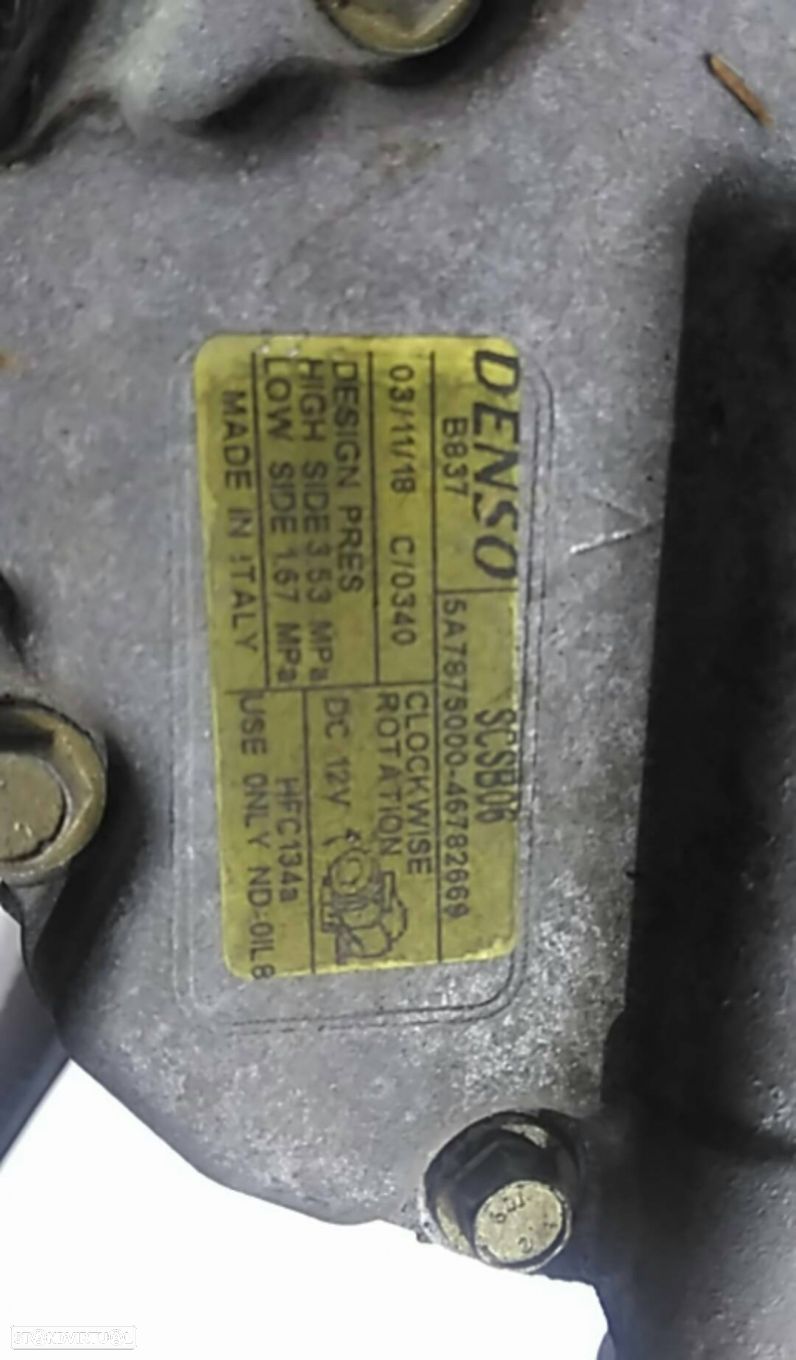 DENSO
SCSB06
B837
5A7875000-46782669
03/11/18 C/0340
CLOCKWISE
ROTATION
DESIGN PRES
HIGH SIDE 3.53 MPa
LOW SIDE 1.67 MPa
DC 12V
HFC134a
MADE IN ITALY
USE ONLY ND-OIL8